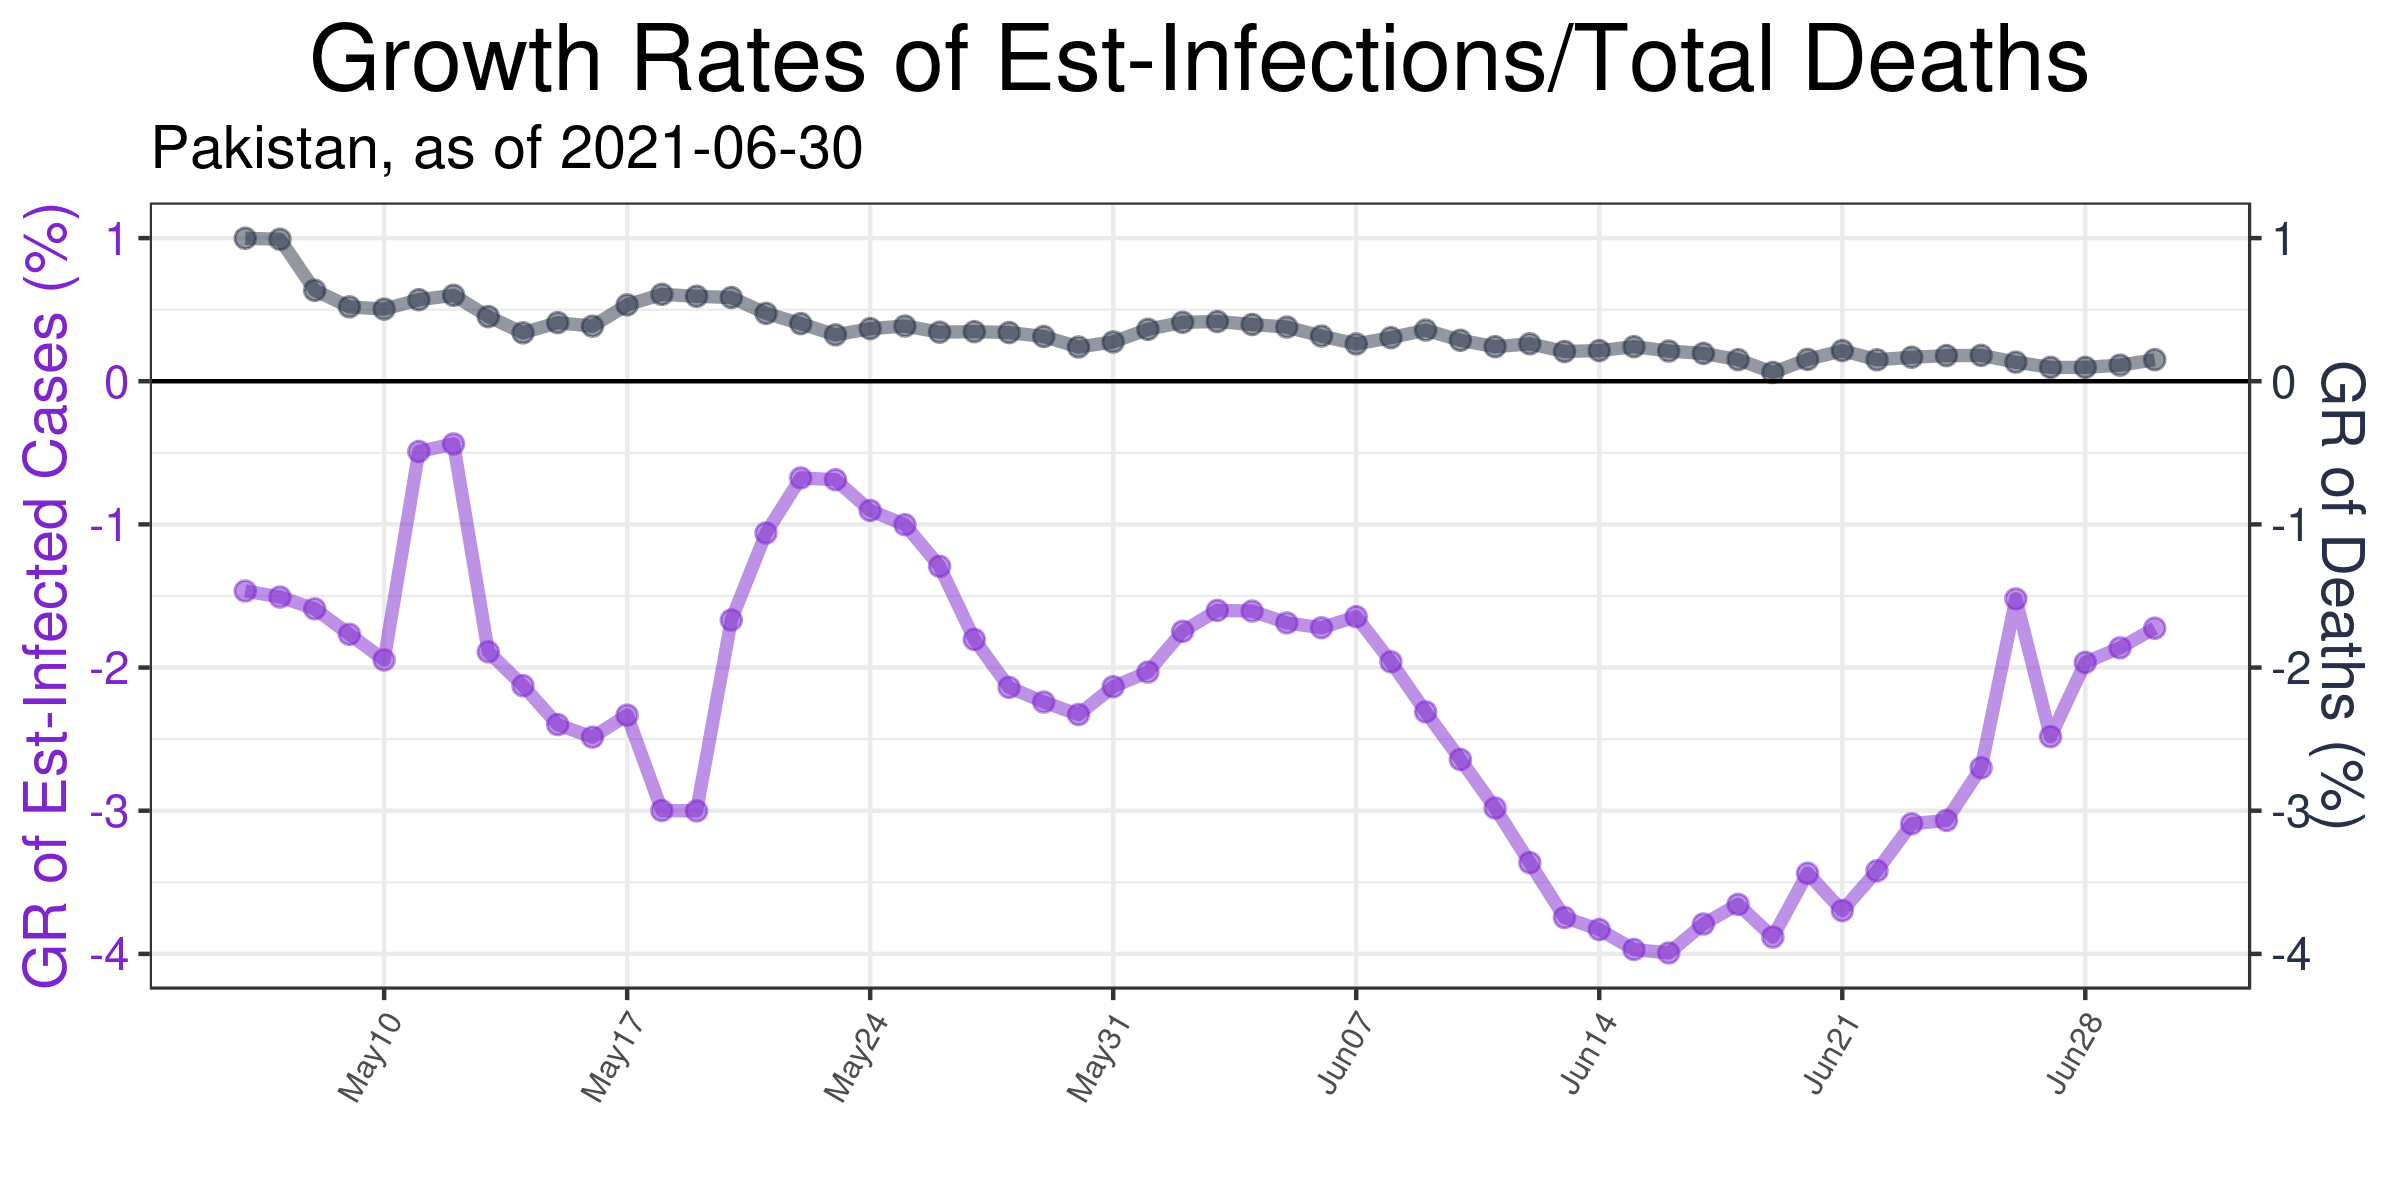 Growth Rates of Est-Infections/Total Deaths
Pakistan, as of 2021-06-30
GR of Est-Infected Cases (%)
1
0
-1
-2
-3
-4
1
0
-1
-2
-3
-4
GR of Deaths (%)
May10
May17
May24
May31
Jun07
Jun14
Jun21
Jun28